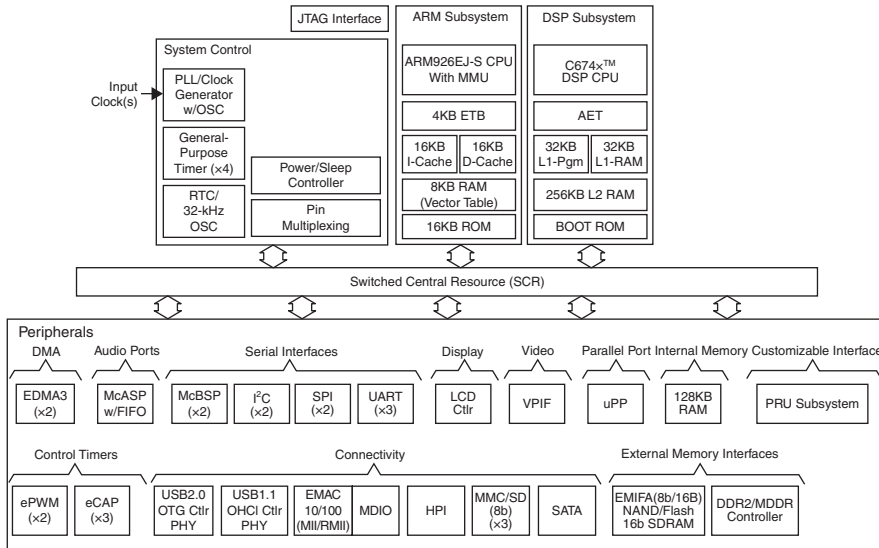 JTAG Interface
ARM Subsystem
DSP Subsystem
System Control
Input
Clock(s)
PLL/Clock
Generator
w/OSC
General-
Purpose
Timer (×4)
RTC/
32-kHz
OSC
Power/Sleep
Controller
Pin
Multiplexing
ARM926EJ-S CPU
With MMU
4KB ETB
16KB
I-Cache
16KB
D-Cache
8KB RAM
(Vector Table)
16KB ROM
C674x™
DSP CPU
AET
32KB
L1-Pgm
32KB
L1-RAM
256KB L2 RAM
BOOT ROM
Switched Central Resource (SCR)
Peripherals
DMA
Audio Ports
Serial Interfaces
Display
Video
Parallel Port
Internal Memory
Customizable Interface
EDMA3
(×2)
McASP
w/FIFO
McBSP
(×2)
I²C
(×2)
SPI
(×2)
UART
(×3)
LCD
Ctlr
VPIF
uPP
128KB
RAM
PRU Subsystem
Control Timers
Connectivity
External Memory Interfaces
ePWM
(×2)
eCAP
(×3)
USB2.0
OTG Ctlr
PHY
USB1.1
OHCI Ctlr
PHY
EMAC
10/100
(MII/RMII)
MDIO
HPI
MMC/SD
(8b)
(×3)
SATA
EMIFA(8b/16B)
NAND/Flash
16b SDRAM
DDR2/MDDR
Controller